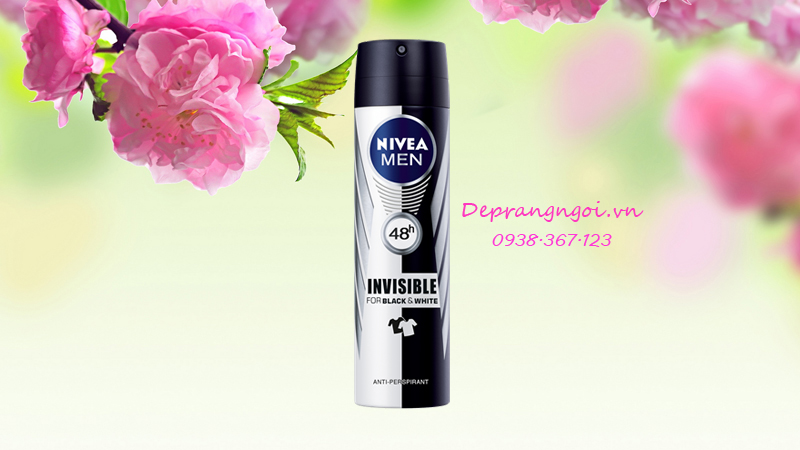 NIVEA
MEN
48h
INVISIBLE
FOR BLACK & WHITE
ANTI-PERSPIRANT
Deprangngoi.vn
0938·367·123